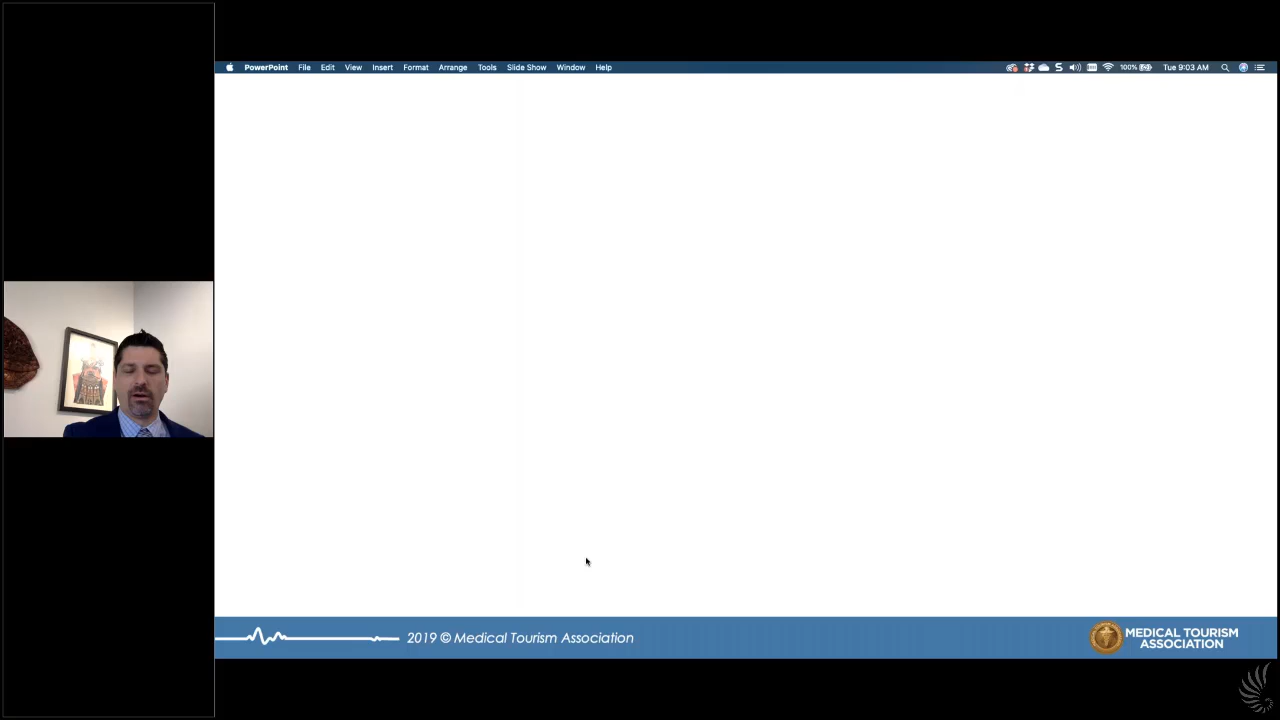 PowerPoint File Edit View Insert Format Arrange Tools Slide Show Window Help
100% Tue 9:03 AM
2019 © Medical Tourism Association
MEDICAL TOURISM
ASSOCIATION